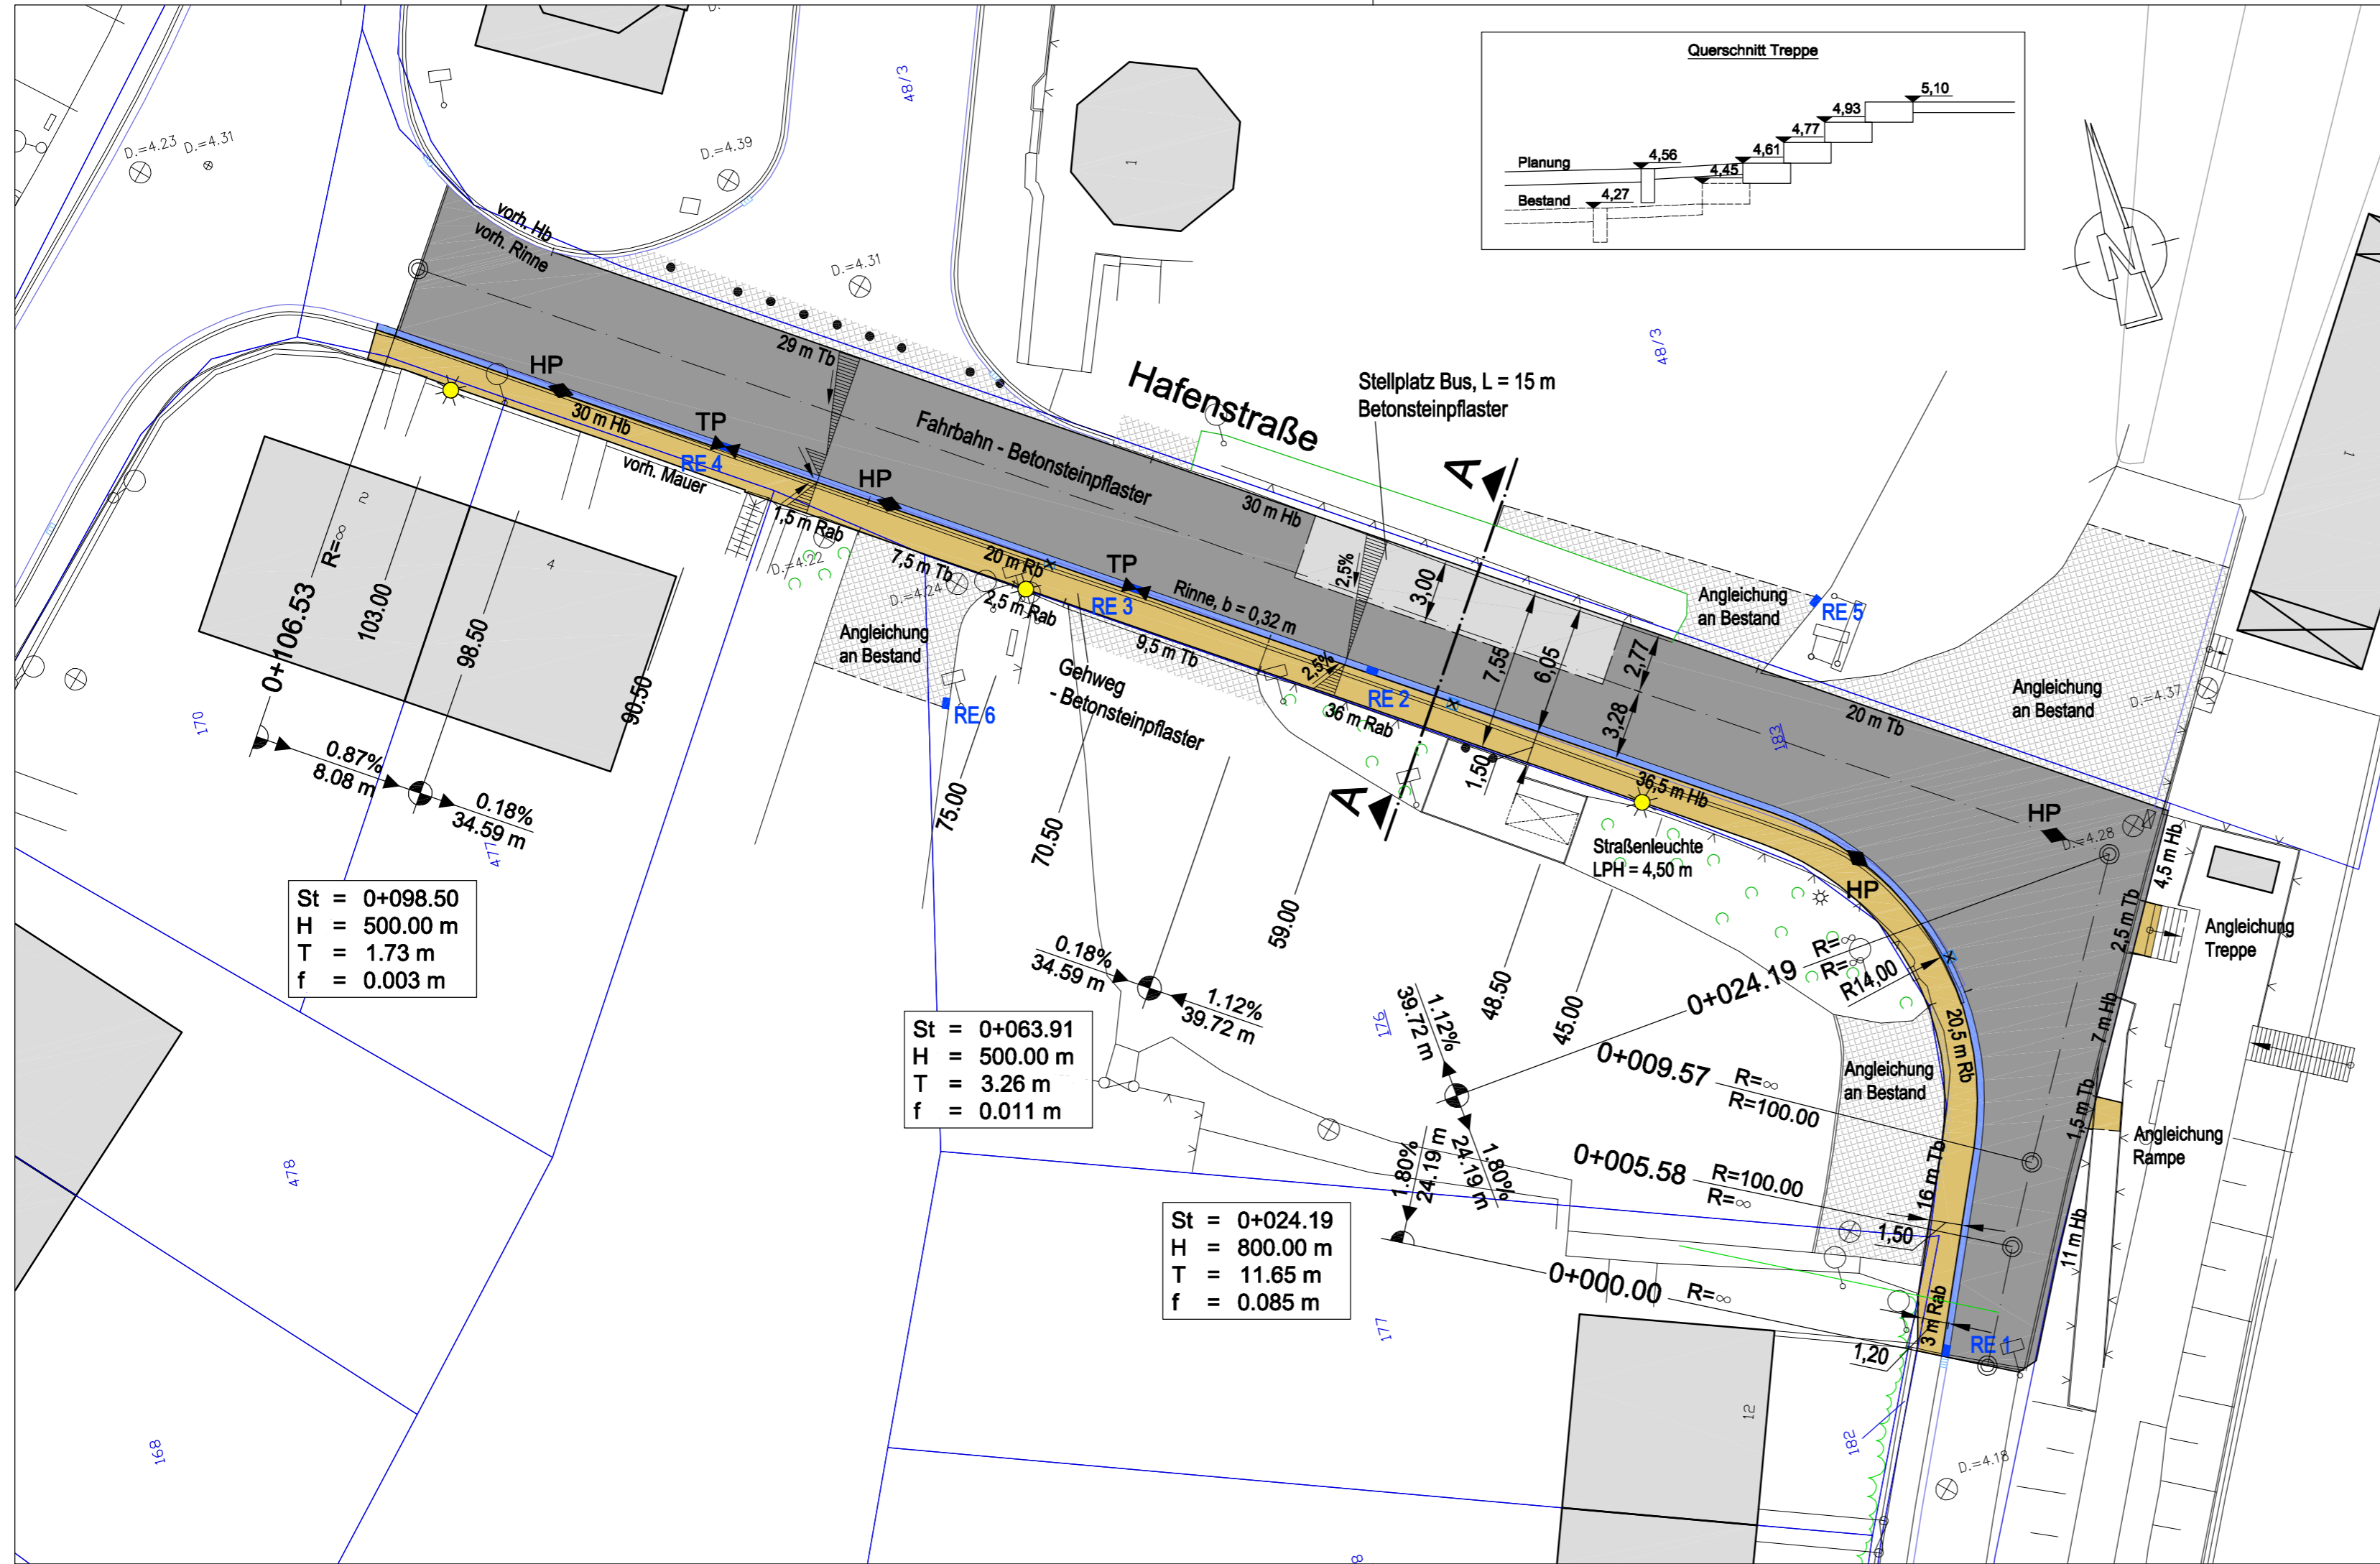 Querschnitt Treppe
5,10
4,93
4,77
4,61
4,56
4,45
4,27
Planung
Bestand
D.=4.23
D.=4.31
D.=4.39
D.=4.31
48/3
1
48/3
1
vorh. Hb
vorh. Rinne
29 m Tb
Hafenstraße
Stellplatz Bus, L = 15 m
Betonsteinpflaster
HP
30 m Hb
TP
RE 4
HP
vorh. Mauer
Fahrbahn - Betonsteinpflaster
30 m Hb
A
A
1,5 m Rab
7,5 m Tb
20 m Rb
2,5 m Rab
D.=4.22
D.=4.24
TP
RE 3
Rinne, b = 0,32 m
9,5 m Tb
2,5%
2,5%
3,00
7,55
6,05
2,77
3,28
1,50
RE 2
36 m Rab
36,5 m Hb
Angleichung
an Bestand
RE 5
Angleichung
an Bestand
D.=4.37
20 m Tb
183
Angleichung
an Bestand
RE 6
Gehweg
- Betonsteinpflaster
Straßenleuchte
LPH = 4,50 m
HP
HP
D.=4.28
4,5 m Hb
2,5 m Tb
Angleichung
Treppe
7 m Hb
1,5 m Tb
Angleichung
Rampe
11 m Hb
2
4
R=∞
0+106.53
103.00
98.50
90.50
75.00
70.50
59.00
48.50
45.00
170
0.87%
8.08 m
0.18%
34.59 m
477
St = 0+098.50
H = 500.00 m
T = 1.73 m
f = 0.003 m
0.18%
34.59 m
1.12%
39.72 m
St = 0+063.91
H = 500.00 m
T = 3.26 m
f = 0.011 m
176
1.12%
39.72 m
1.80%
24.19 m
1.80%
24.19 m
St = 0+024.19
H = 800.00 m
T = 11.65 m
f = 0.085 m
0+024.19
R=∞
R=∞
R14,00
20,5 m Rb
0+009.57
R=∞
R=100.00
0+005.58
R=100.00
R=∞
0+000.00
R=∞
Angleichung
an Bestand
16 m Tb
1,50
3 m Rab
1,20
RE 1
478
168
177
12
182
D.=4.18
8